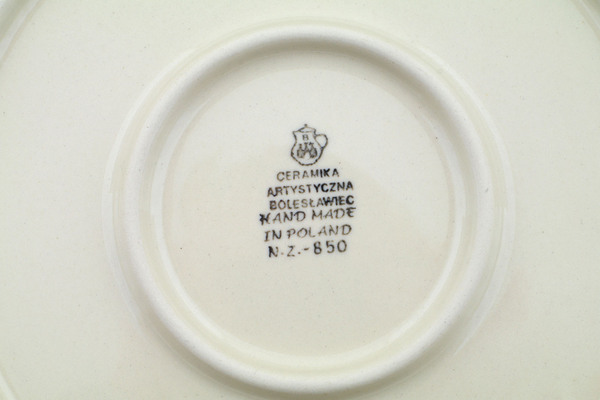 CERAMIKA
ARTYSTYCZNA
BOLESŁAWIEC
HAND MADE
IN POLAND
N.Z.-850